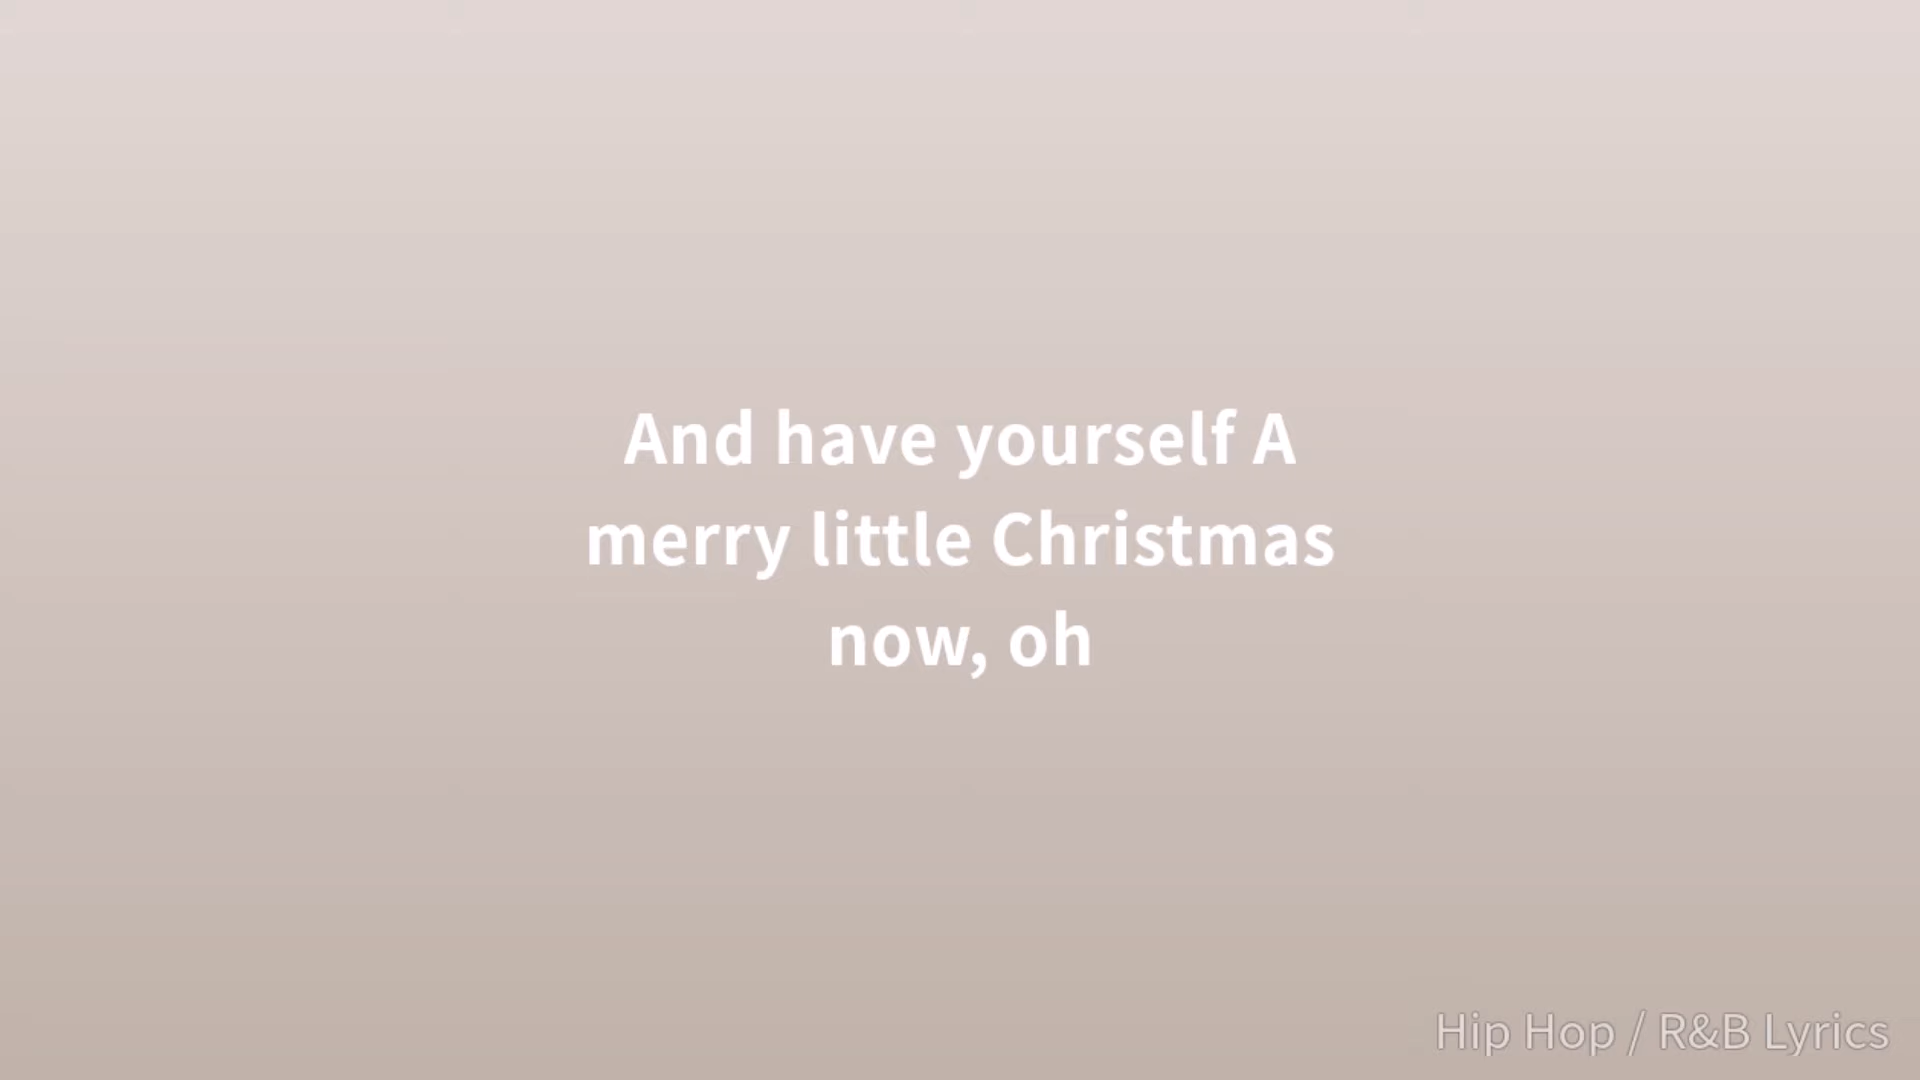 And have yourself A
merry little Christmas
now, oh
Hip Hop / R&B Lyrics